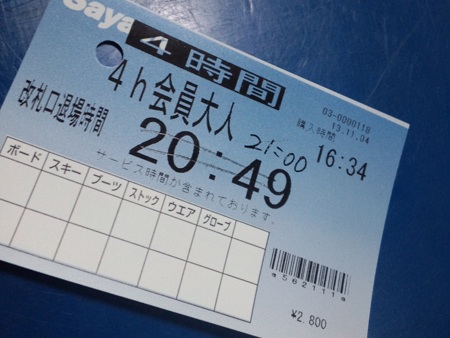 Saya
4時間
03-0000110
13.11.04
4h会員大人
購入時間
16:34
改札口退場時間
21:00
20:49
サービス時間が含まれております。
ボード スキー ブーツ ストック ウエア グローブ
a562111a
¥2.800